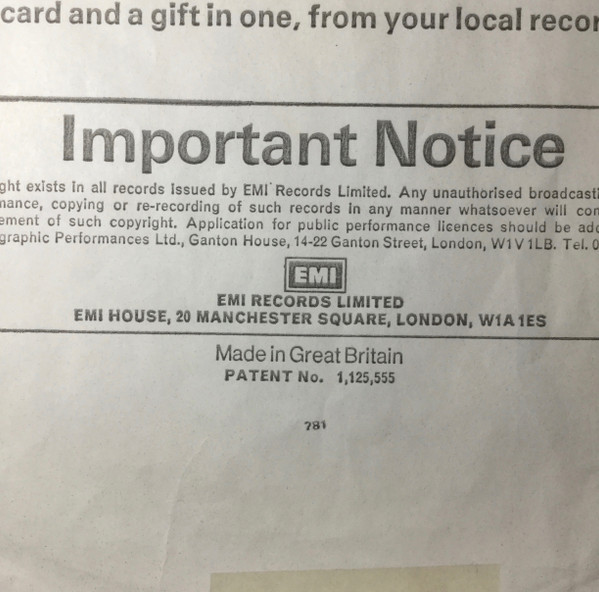 card and a gift in one, from your local recor
Important Notice
ght exists in all records issued by EMI Records Limited. Any unauthorised broadcasti
mance, copying or re-recording of such records in any manner whatsoever will con
ement of such copyright. Application for public performance licences should be add
graphic Performances Ltd., Ganton House, 14-22 Ganton Street, London, W1V 1LB. Tel. 0
EMI
EMI RECORDS LIMITED
EMI HOUSE, 20 MANCHESTER SQUARE, LONDON, W1A1ES
Made in Great Britain
PATENT No. 1,125,555
781